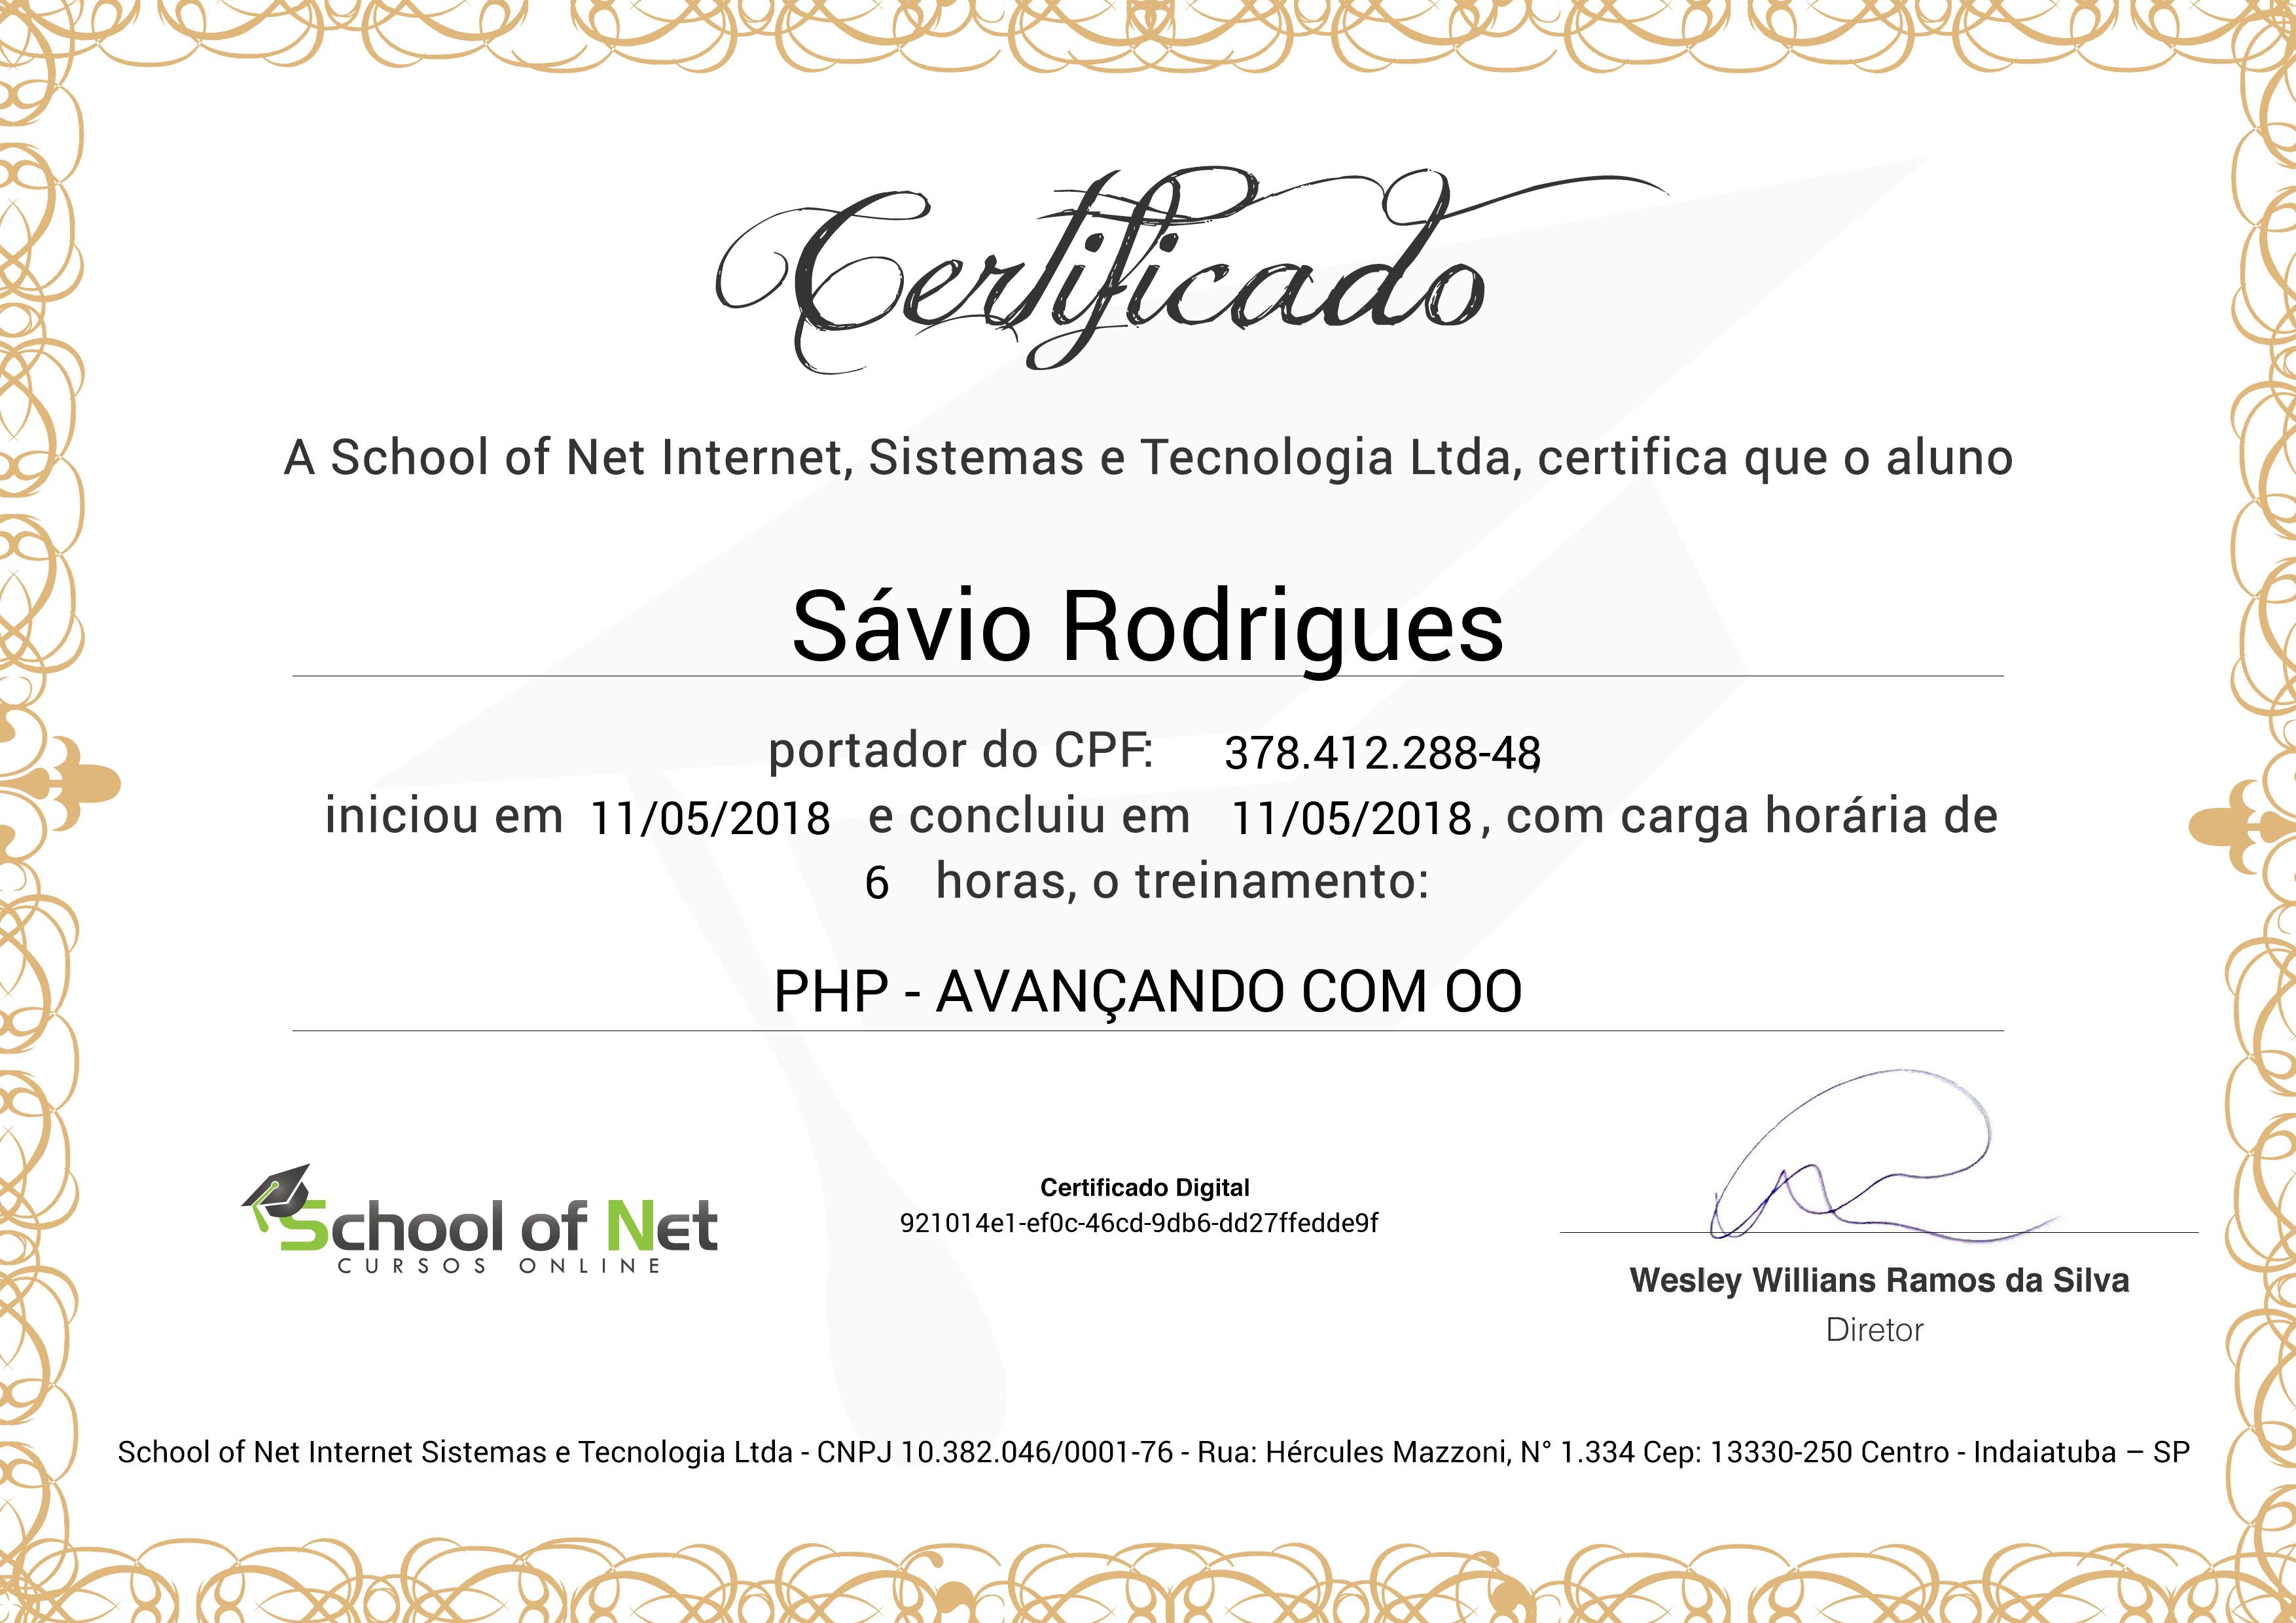 Certificado
A School of Net Internet, Sistemas e Tecnologia Ltda, certifica que o aluno
Sávio Rodrigues
portador do CPF: 378.412.288-48,
iniciou em 11/05/2018 e concluiu em 11/05/2018, com carga horária de
6 horas, o treinamento:
PHP - AVANÇANDO COM OO
School of Net
CURSOS ONLINE
Certificado Digital
921014e1-ef0c-46cd-9db6-dd27ffedde9f
Wesley Willians Ramos da Silva
Diretor
School of Net Internet Sistemas e Tecnologia Ltda - CNPJ 10.382.046/0001-76 - Rua: Hércules Mazzoni, N° 1.334 Cep: 13330-250 Centro - Indaiatuba – SP